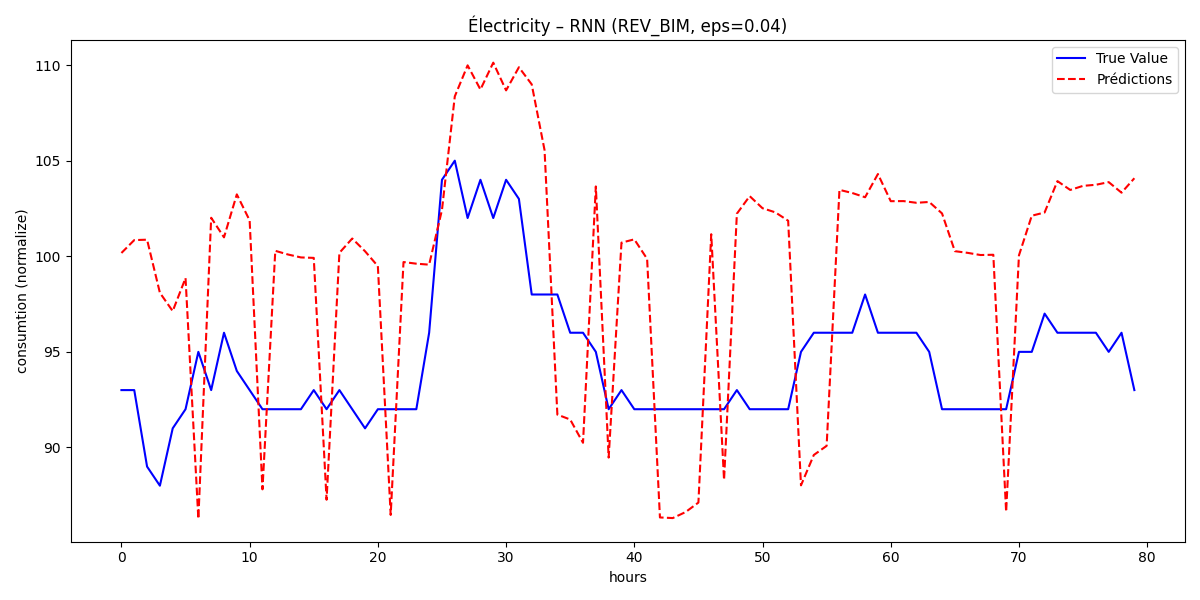 Électricity – RNN (REV_BIM, eps=0.04)
True Value
Prédictions
consumtion (normalize)
110
105
100
95
90
0 10 20 30 40 50 60 70 80
hours